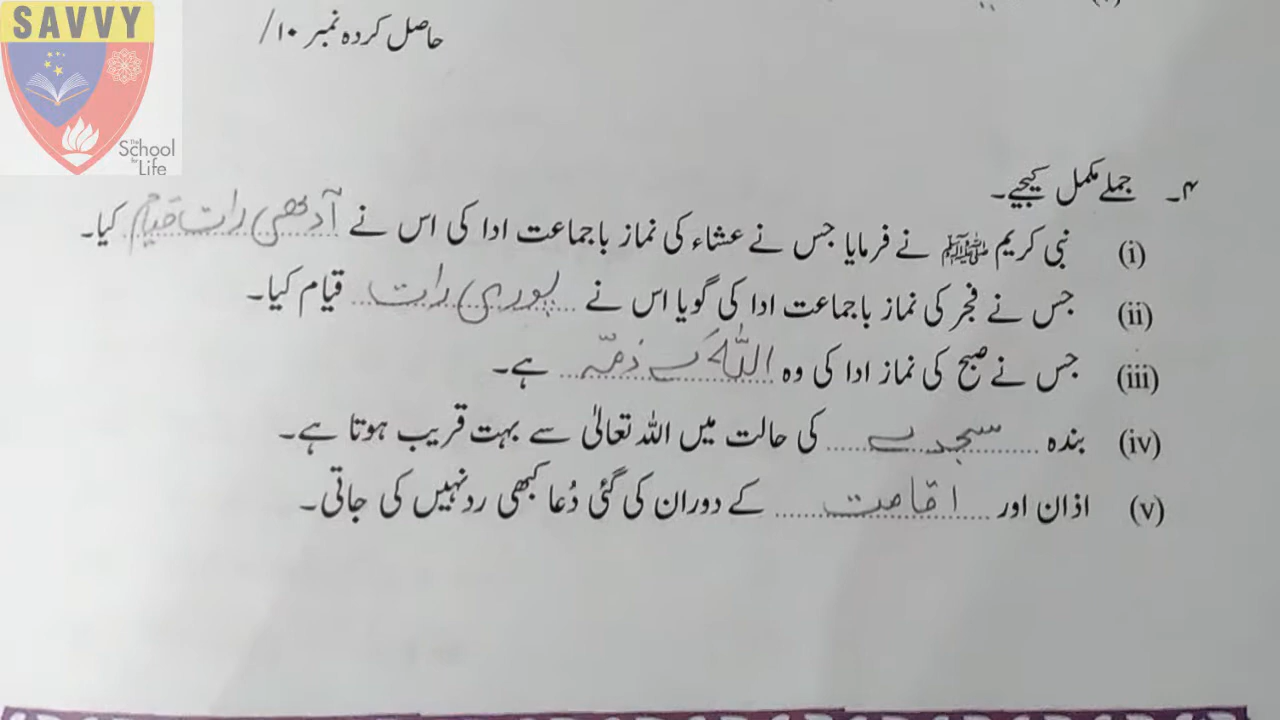 SAVVY
The School for Life
حاصل کردہ نمبر ۱۰/
۴۔ جملے مکمل کیجیے۔
(i) نبی کریم ﷺ نے فرمایا جس نے عشاء کی نماز باجماعت ادا کی اس نے آدھی رات قیام کیا۔
(ii) جس نے فجر کی نماز باجماعت ادا کی گویا اس نے پوری رات قیام کیا۔
(iii) جس نے صبح کی نماز ادا کی وہ اللہ کے ذمّہ ہے۔
(iv) بندہ سجدے کی حالت میں اللہ تعالیٰ سے بہت قریب ہوتا ہے۔
(v) اذان اور اقامت کے دوران کی گئی دُعا کبھی رد نہیں کی جاتی۔